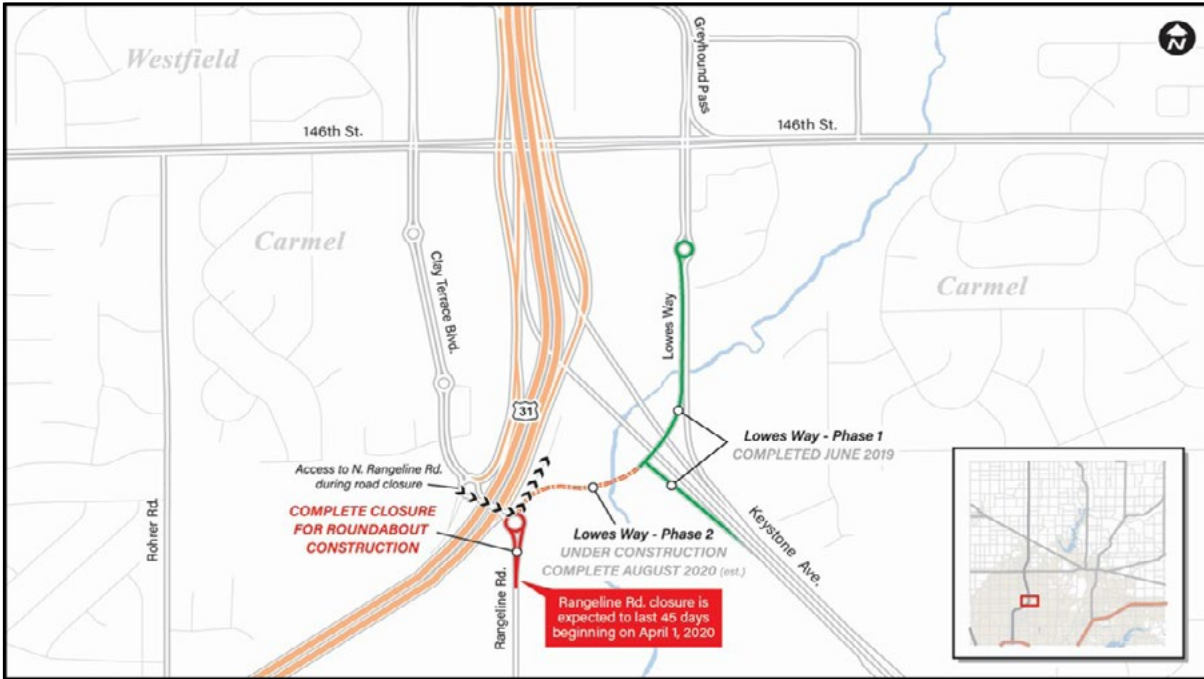 Westfield
Greyhound Pass
N
146th St.
146th St.
Carmel
Clay Terrace Blvd.
Lowes Way
Carmel
31
Lowes Way - Phase 1
COMPLETED JUNE 2019
Access to N. Rangeline Rd.
during road closure
COMPLETE CLOSURE
FOR ROUNDABOUT
CONSTRUCTION
Rohrer Rd.
Lowes Way - Phase 2
UNDER CONSTRUCTION
COMPLETE AUGUST 2020 (est.)
Keystone Ave.
Rangeline Rd.
Rangeline Rd. closure is
expected to last 45 days
beginning on April 1, 2020